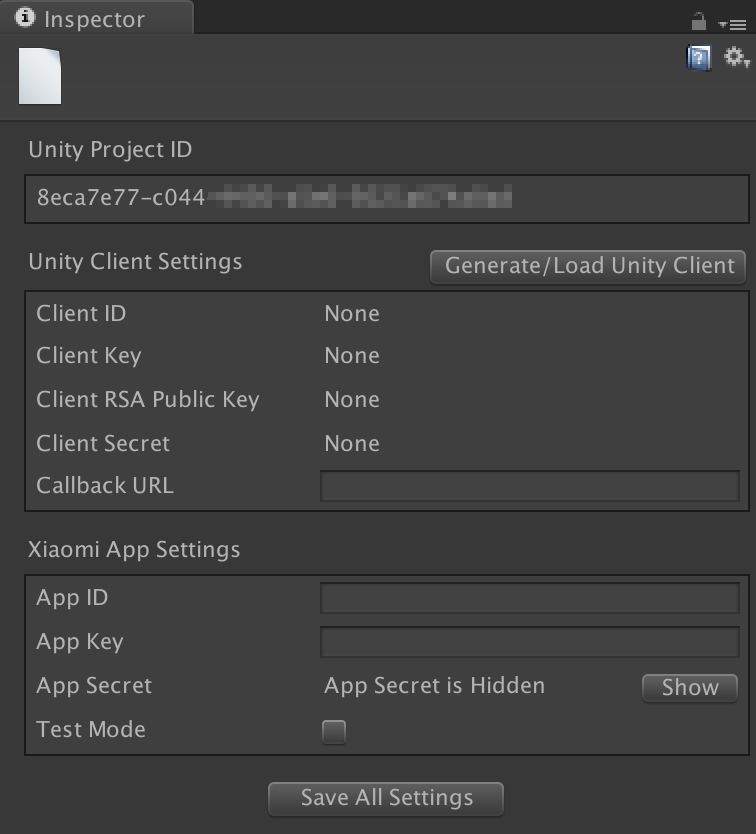 Inspector
Unity Project ID
8eca7e77-c044
Unity Client Settings
Generate/Load Unity Client
Client ID None
Client Key None
Client RSA Public Key None
Client Secret None
Callback URL
Xiaomi App Settings
App ID
App Key
App Secret App Secret is Hidden Show
Test Mode
Save All Settings